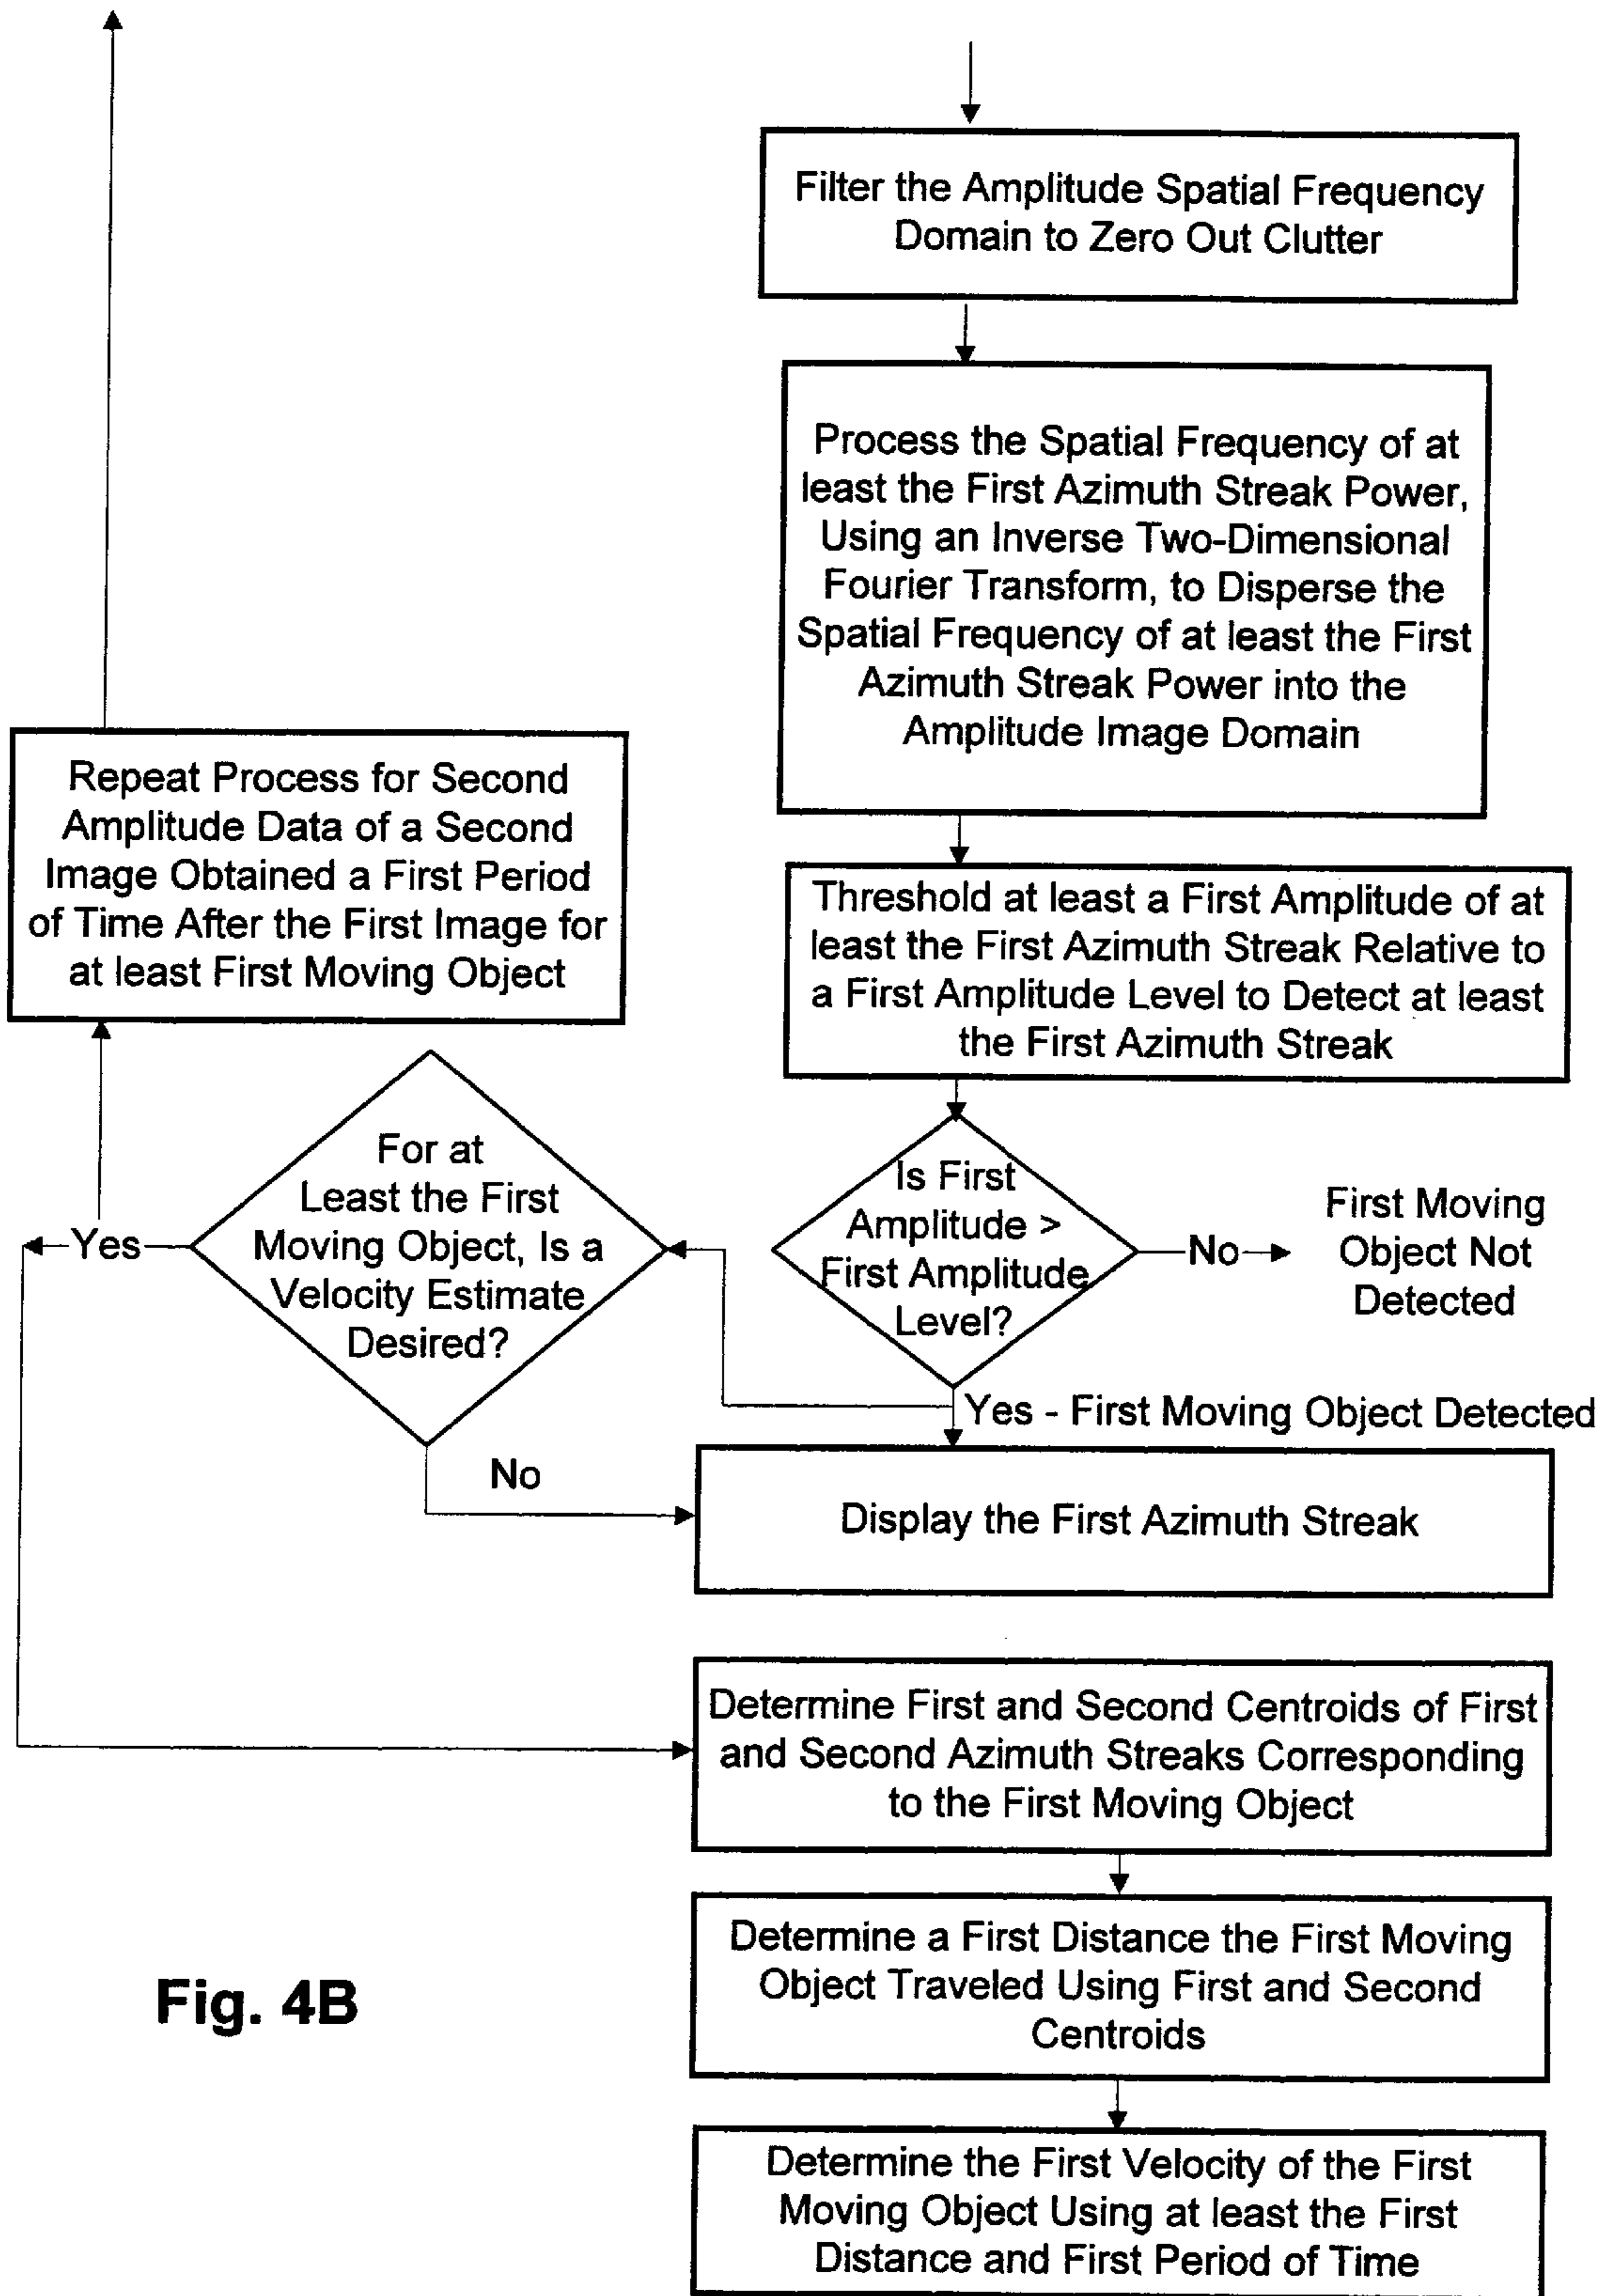 Filter the Amplitude Spatial Frequency
Domain to Zero Out Clutter
Process the Spatial Frequency of at
least the First Azimuth Streak Power,
Using an Inverse Two-Dimensional
Fourier Transform, to Disperse the
Spatial Frequency of at least the First
Azimuth Streak Power into the
Amplitude Image Domain
Repeat Process for Second
Amplitude Data of a Second
Image Obtained a First Period
of Time After the First Image for
at least First Moving Object
Threshold at least a First Amplitude of at
least the First Azimuth Streak Relative to
a First Amplitude Level to Detect at least
the First Azimuth Streak
Yes
For at
Least the First
Moving Object, Is a
Velocity Estimate
Desired?
Is First
Amplitude >
First Amplitude
Level?
No
First Moving
Object Not
Detected
Yes - First Moving Object Detected
No
Display the First Azimuth Streak
Determine First and Second Centroids of First
and Second Azimuth Streaks Corresponding
to the First Moving Object
Determine a First Distance the First Moving
Object Traveled Using First and Second
Centroids
Fig. 4B
Determine the First Velocity of the First
Moving Object Using at least the First
Distance and First Period of Time